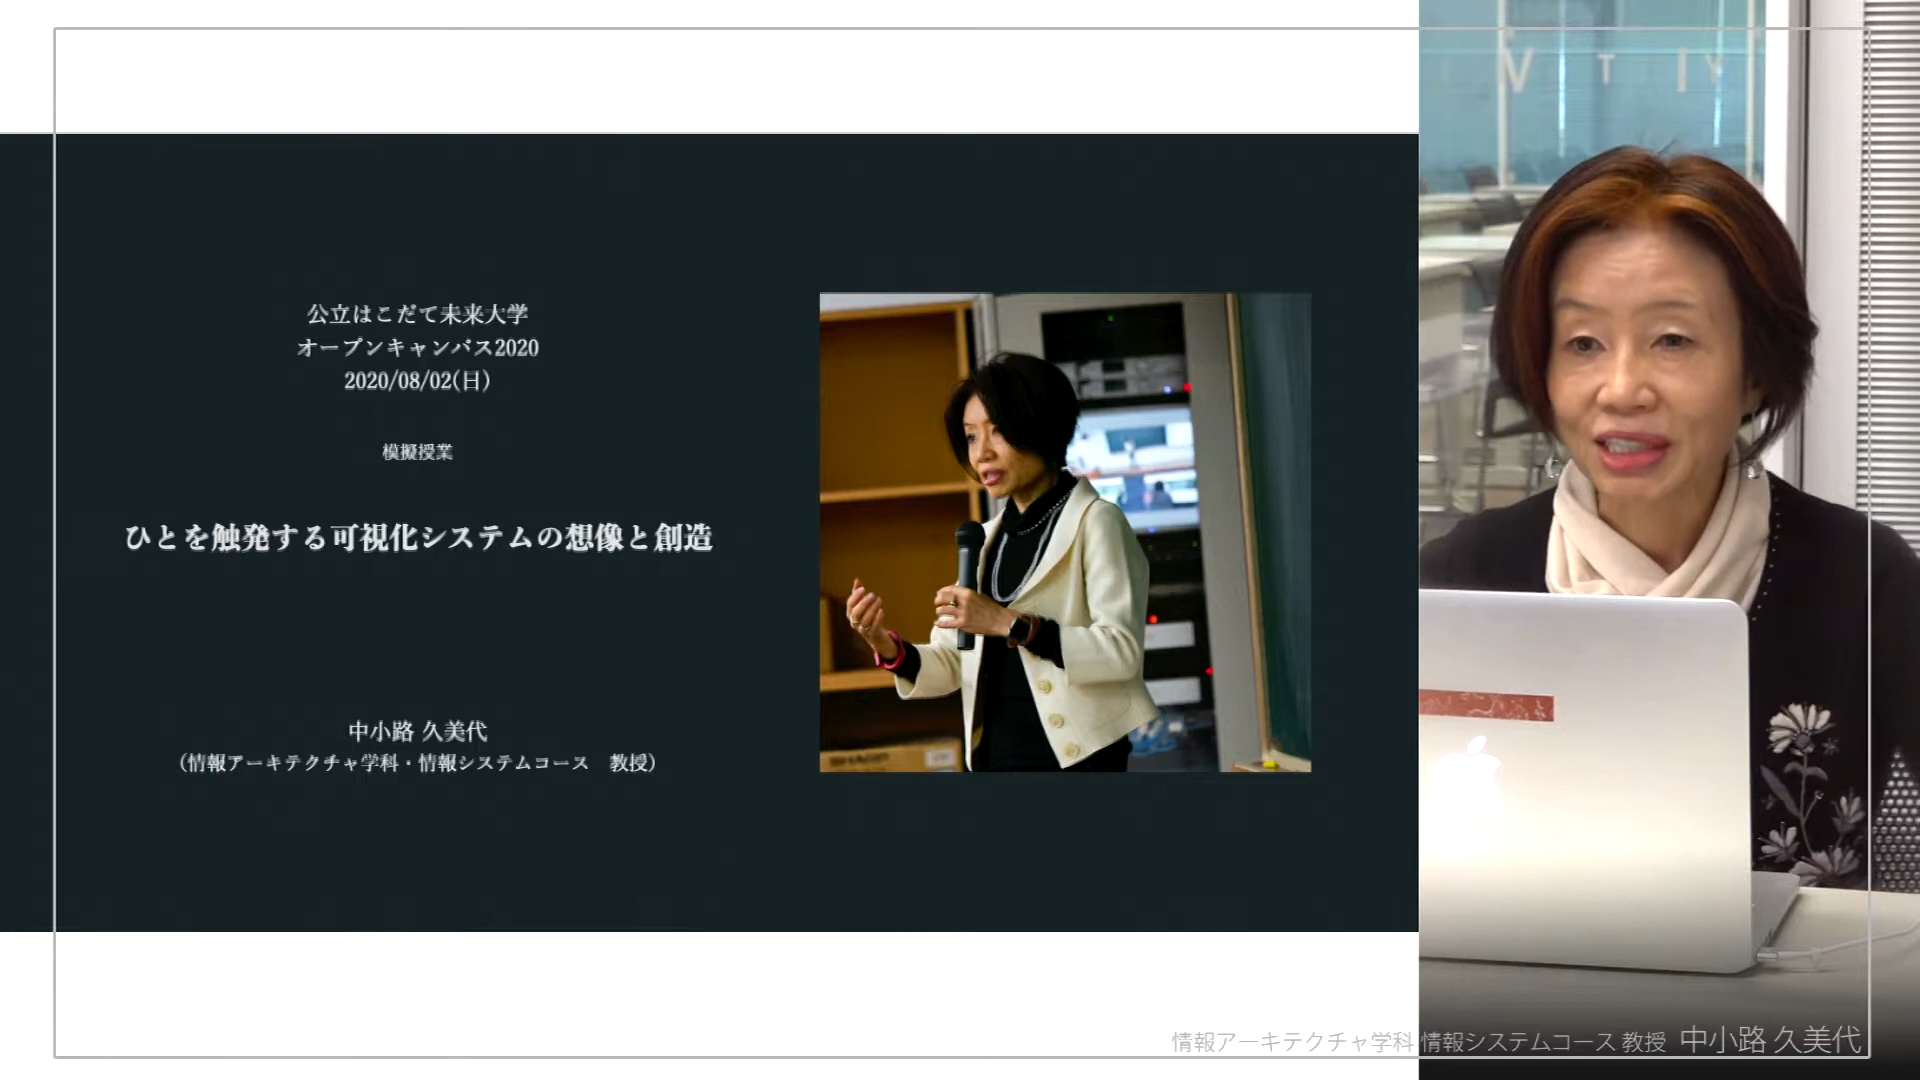 公立はこだて未来大学
オープンキャンパス2020
2020/08/02(日)
模擬授業
ひとを触発する可視化システムの想像と創造
中小路 久美代
（情報アーキテクチャ学科・情報システムコース　教授）
V T I Y
情報アーキテクチャ学科 情報システムコース 教授 中小路 久美代